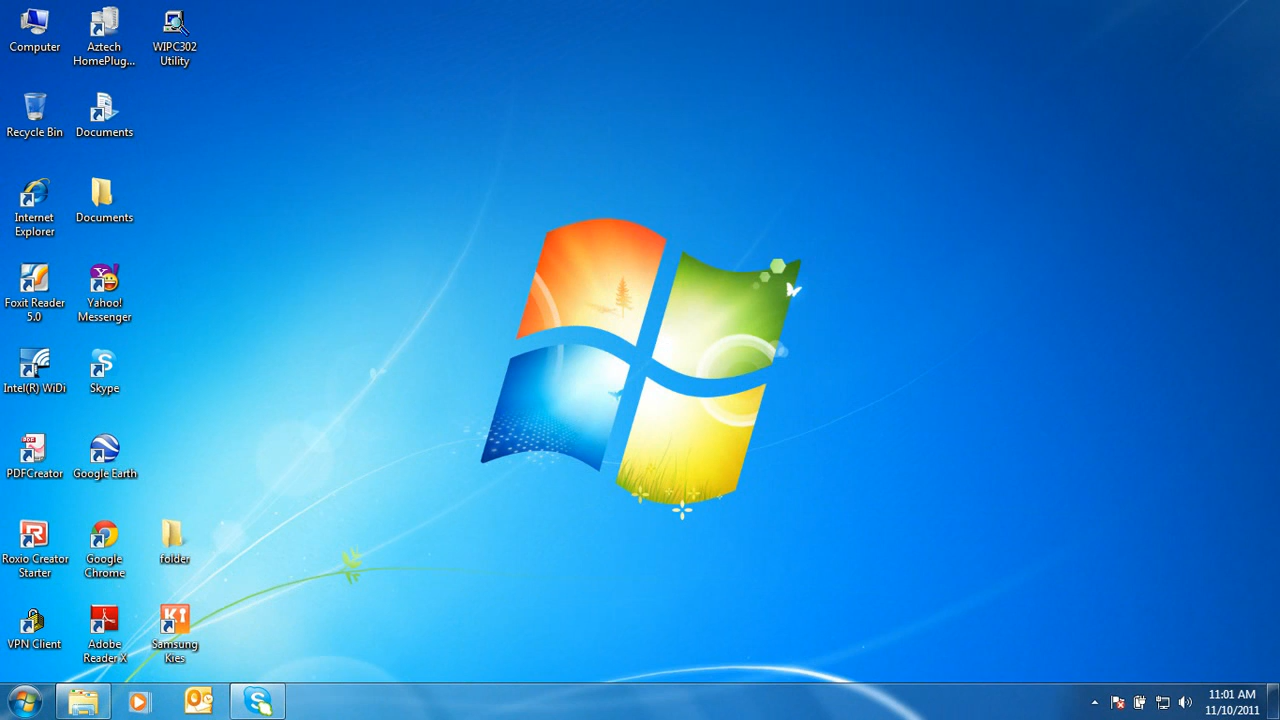 Computer
Aztech
HomePlug...
WIPC302
Utility
Recycle Bin
Documents
Internet
Explorer
Documents
Foxit Reader
5.0
Yahoo!
Messenger
Intel(R) WiDi
Skype
PDFCreator
Google Earth
Roxio Creator
Starter
Google
Chrome
folder
VPN Client
Adobe
Reader X
Samsung
Kies
11:01 AM
11/10/2011